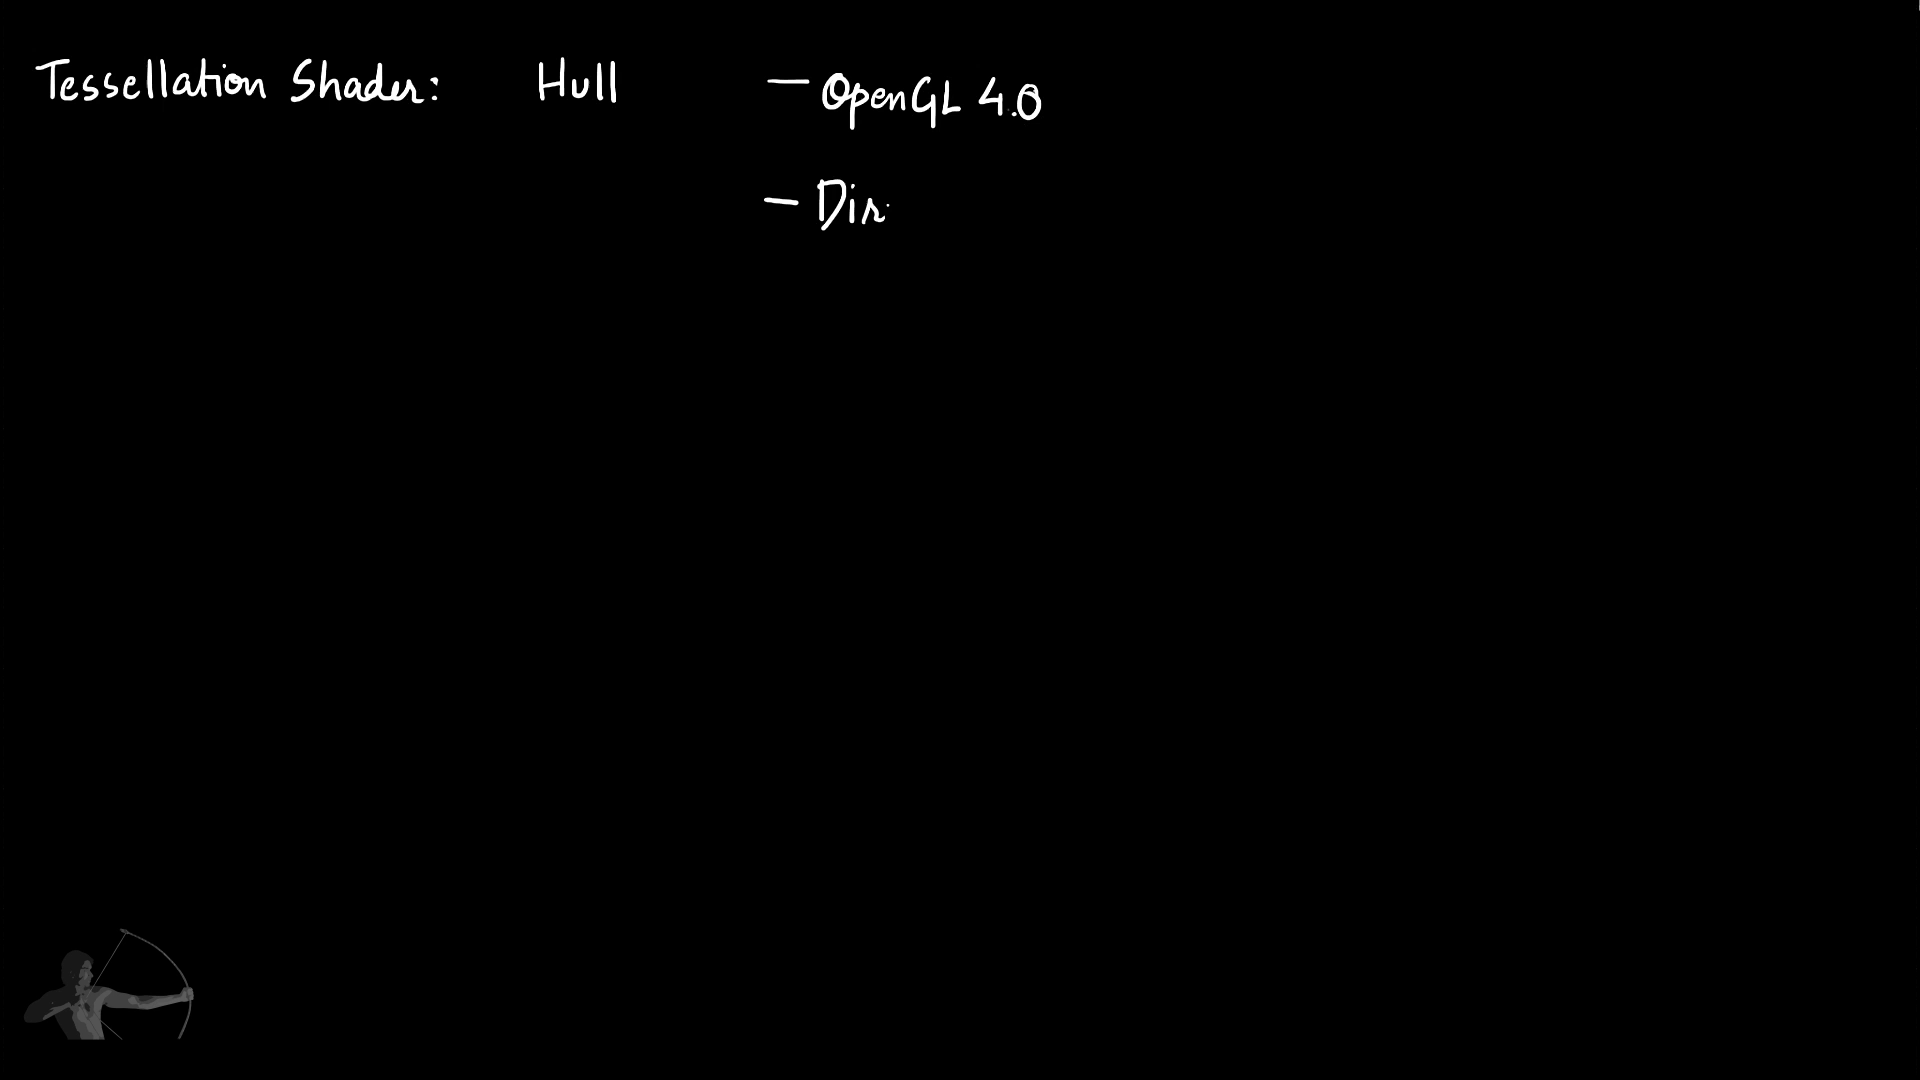 Tessellation Shader: Hull — OpenGL 4.0
— Dir